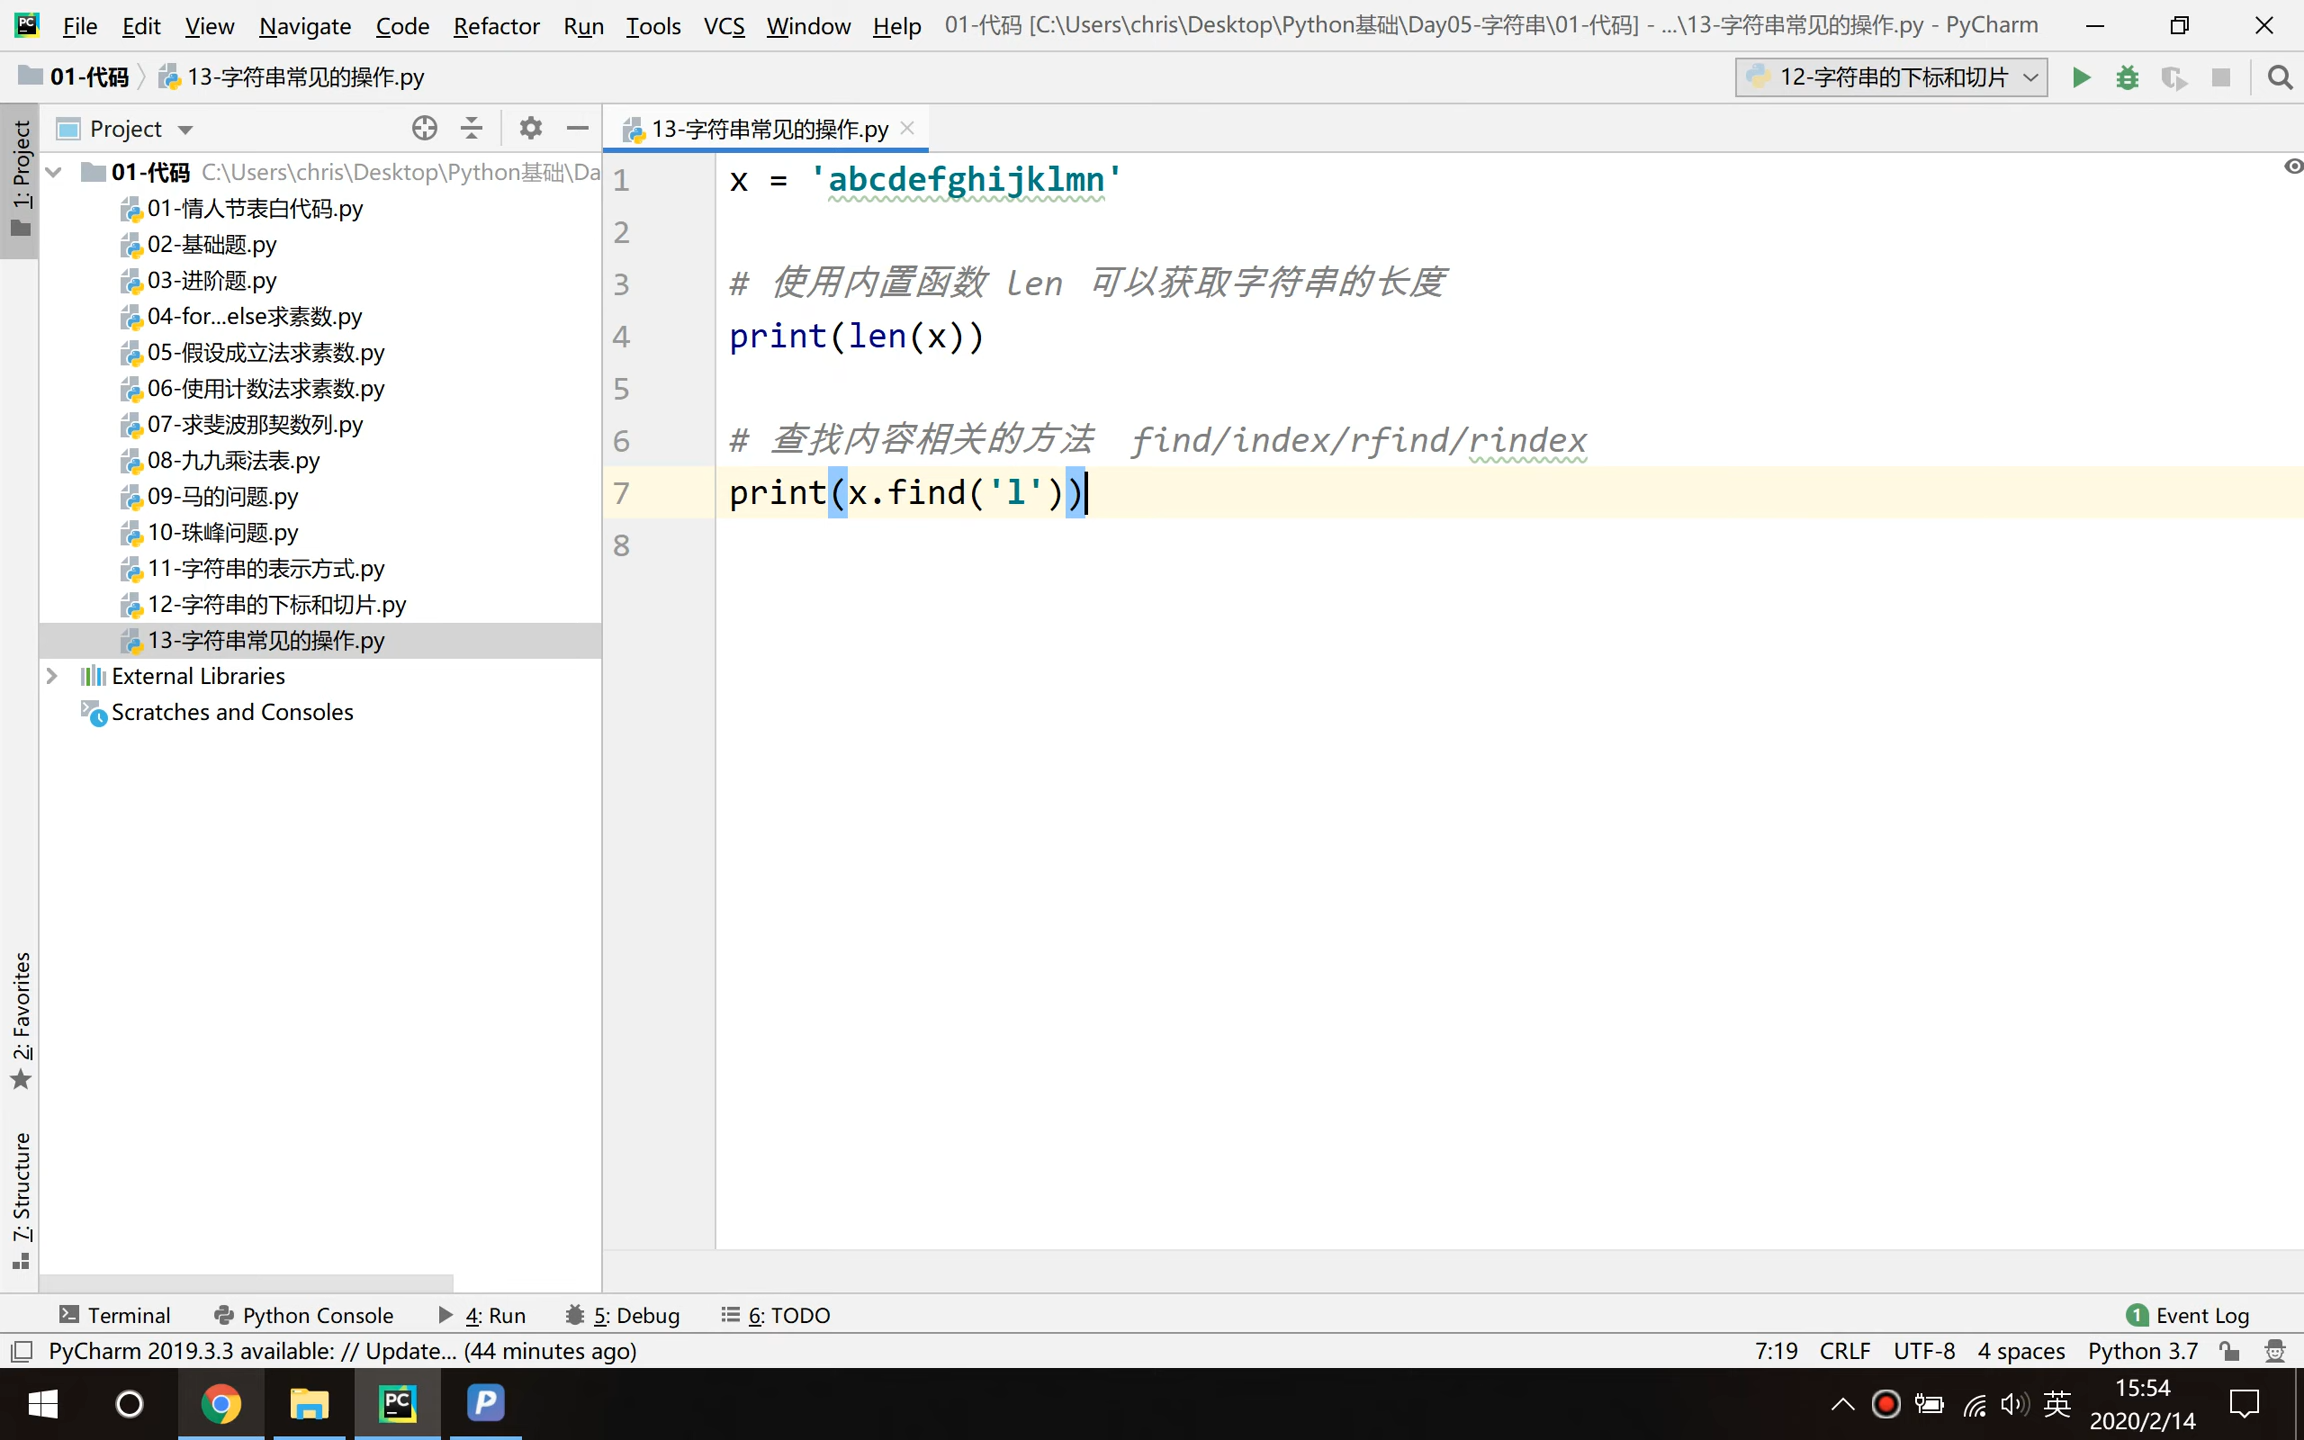 File Edit View Navigate Code Refactor Run Tools VCS Window Help 01-代码 [C:\Users\chris\Desktop\Python基础\Day05-字符串\01-代码] - ...\13-字符串常见的操作.py - PyCharm
01-代码 13-字符串常见的操作.py
12-字符串的下标和切片
Project
13-字符串常见的操作.py
1: Project
01-代码 C:\Users\chris\Desktop\Python基础\Da
01-情人节表白代码.py
02-基础题.py
03-进阶题.py
04-for...else求素数.py
05-假设成立法求素数.py
06-使用计数法求素数.py
07-求斐波那契数列.py
08-九九乘法表.py
09-马的问题.py
10-珠峰问题.py
11-字符串的表示方式.py
12-字符串的下标和切片.py
13-字符串常见的操作.py
External Libraries
Scratches and Consoles
1 x = 'abcdefghijklmn'
2
3 # 使用内置函数 len 可以获取字符串的长度
4 print(len(x))
5
6 # 查找内容相关的方法 find/index/rfind/rindex
7 print(x.find('l'))
8
2: Favorites
7: Structure
Terminal Python Console 4: Run 5: Debug 6: TODO 1 Event Log
PyCharm 2019.3.3 available: // Update... (44 minutes ago) 7:19 CRLF UTF-8 4 spaces Python 3.7
PC P 英 15:54
2020/2/14